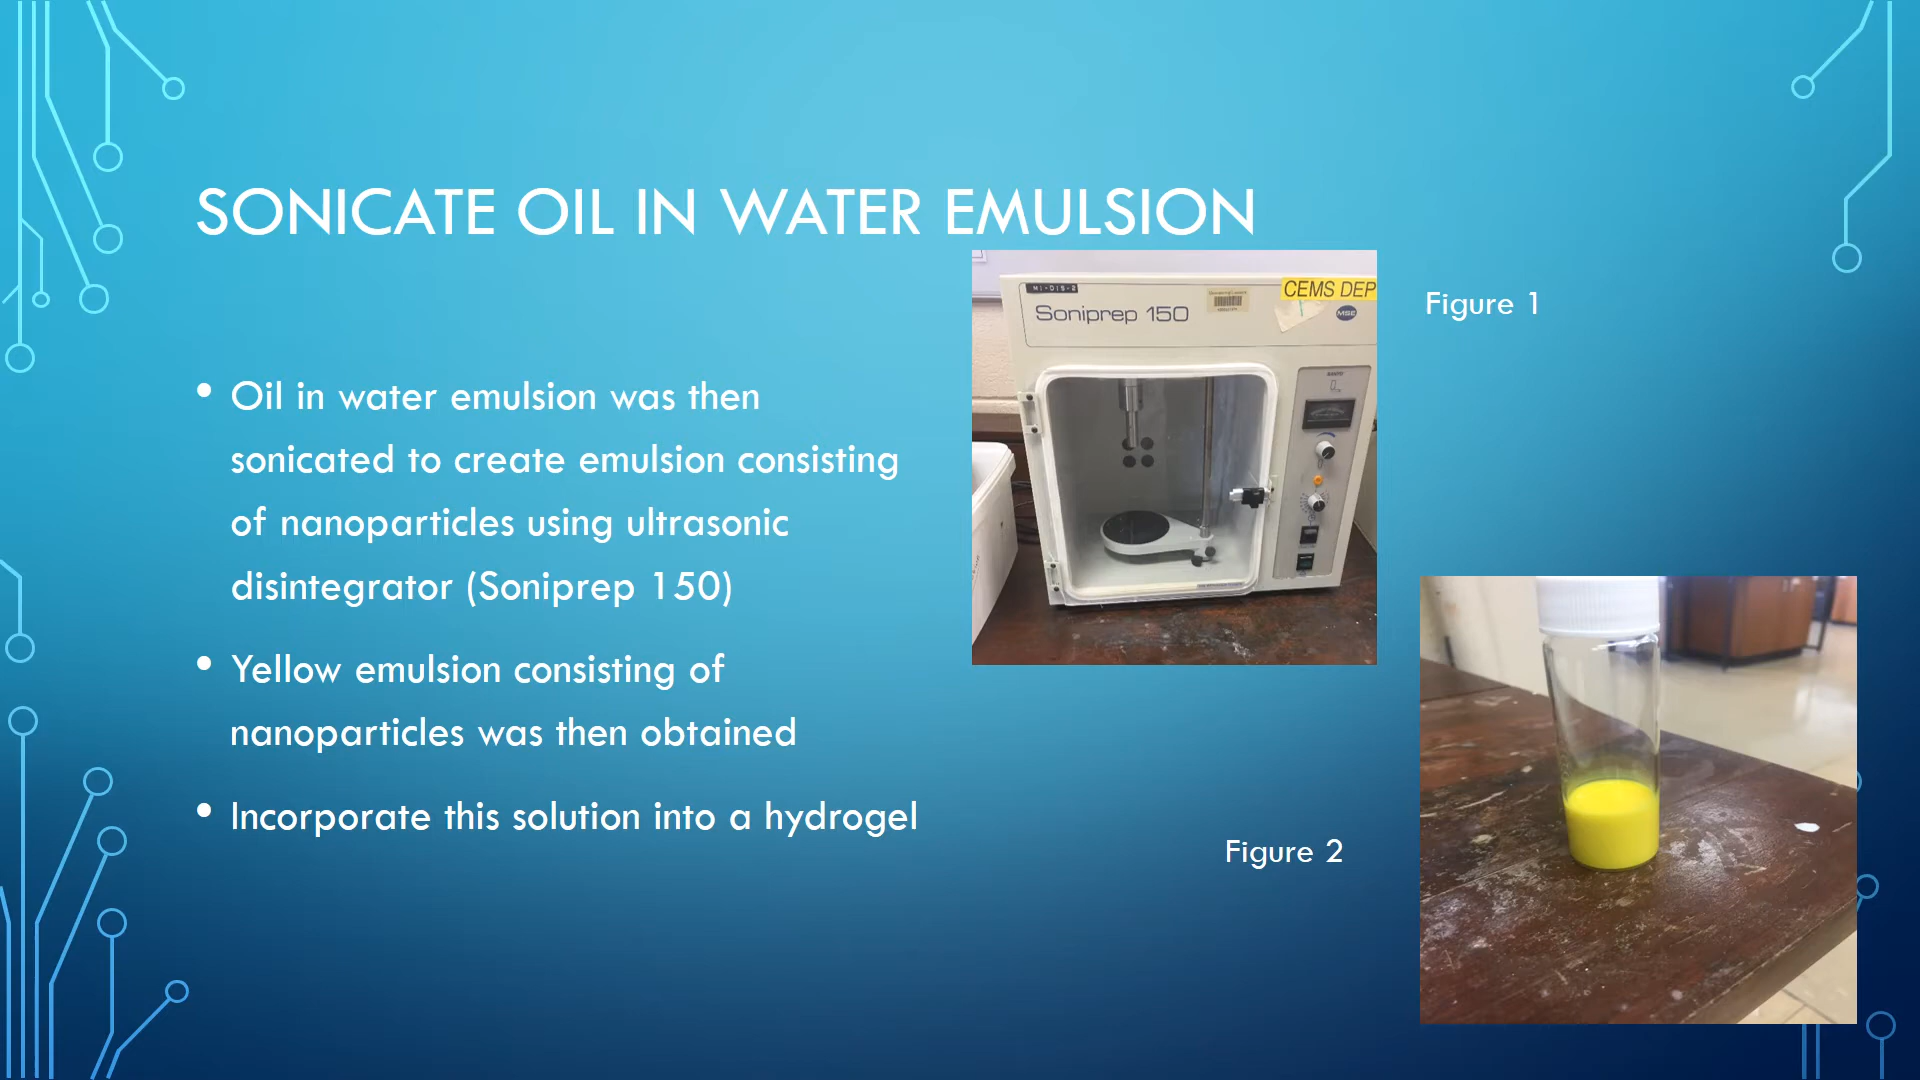 SONICATE OIL IN WATER EMULSION
• Oil in water emulsion was then
sonicated to create emulsion consisting
of nanoparticles using ultrasonic
disintegrator (Soniprep 150)
• Yellow emulsion consisting of
nanoparticles was then obtained
• Incorporate this solution into a hydrogel
CEMS DEP
Soniprep 150
MSE
Figure 1
Figure 2